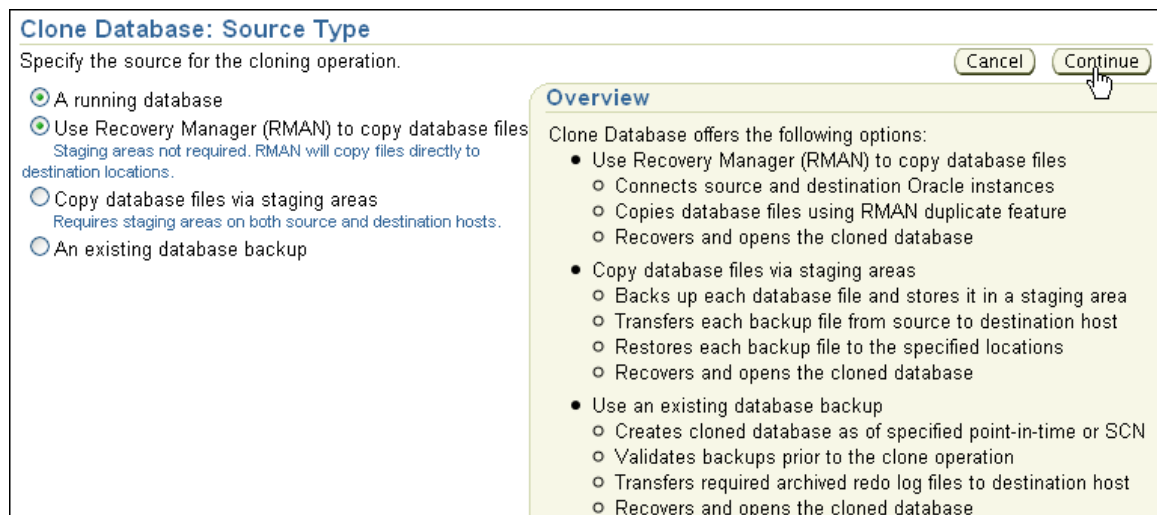 Clone Database: Source Type
Specify the source for the cloning operation.
Cancel
Continue
A running database
Use Recovery Manager (RMAN) to copy database files
Staging areas not required. RMAN will copy files directly to
destination locations.
Copy database files via staging areas
Requires staging areas on both source and destination hosts.
An existing database backup
Overview
Clone Database offers the following options:
Use Recovery Manager (RMAN) to copy database files
Connects source and destination Oracle instances
Copies database files using RMAN duplicate feature
Recovers and opens the cloned database
Copy database files via staging areas
Backs up each database file and stores it in a staging area
Transfers each backup file from source to destination host
Restores each backup file to the specified locations
Recovers and opens the cloned database
Use an existing database backup
Creates cloned database as of specified point-in-time or SCN
Validates backups prior to the clone operation
Transfers required archived redo log files to destination host
Recovers and opens the cloned database